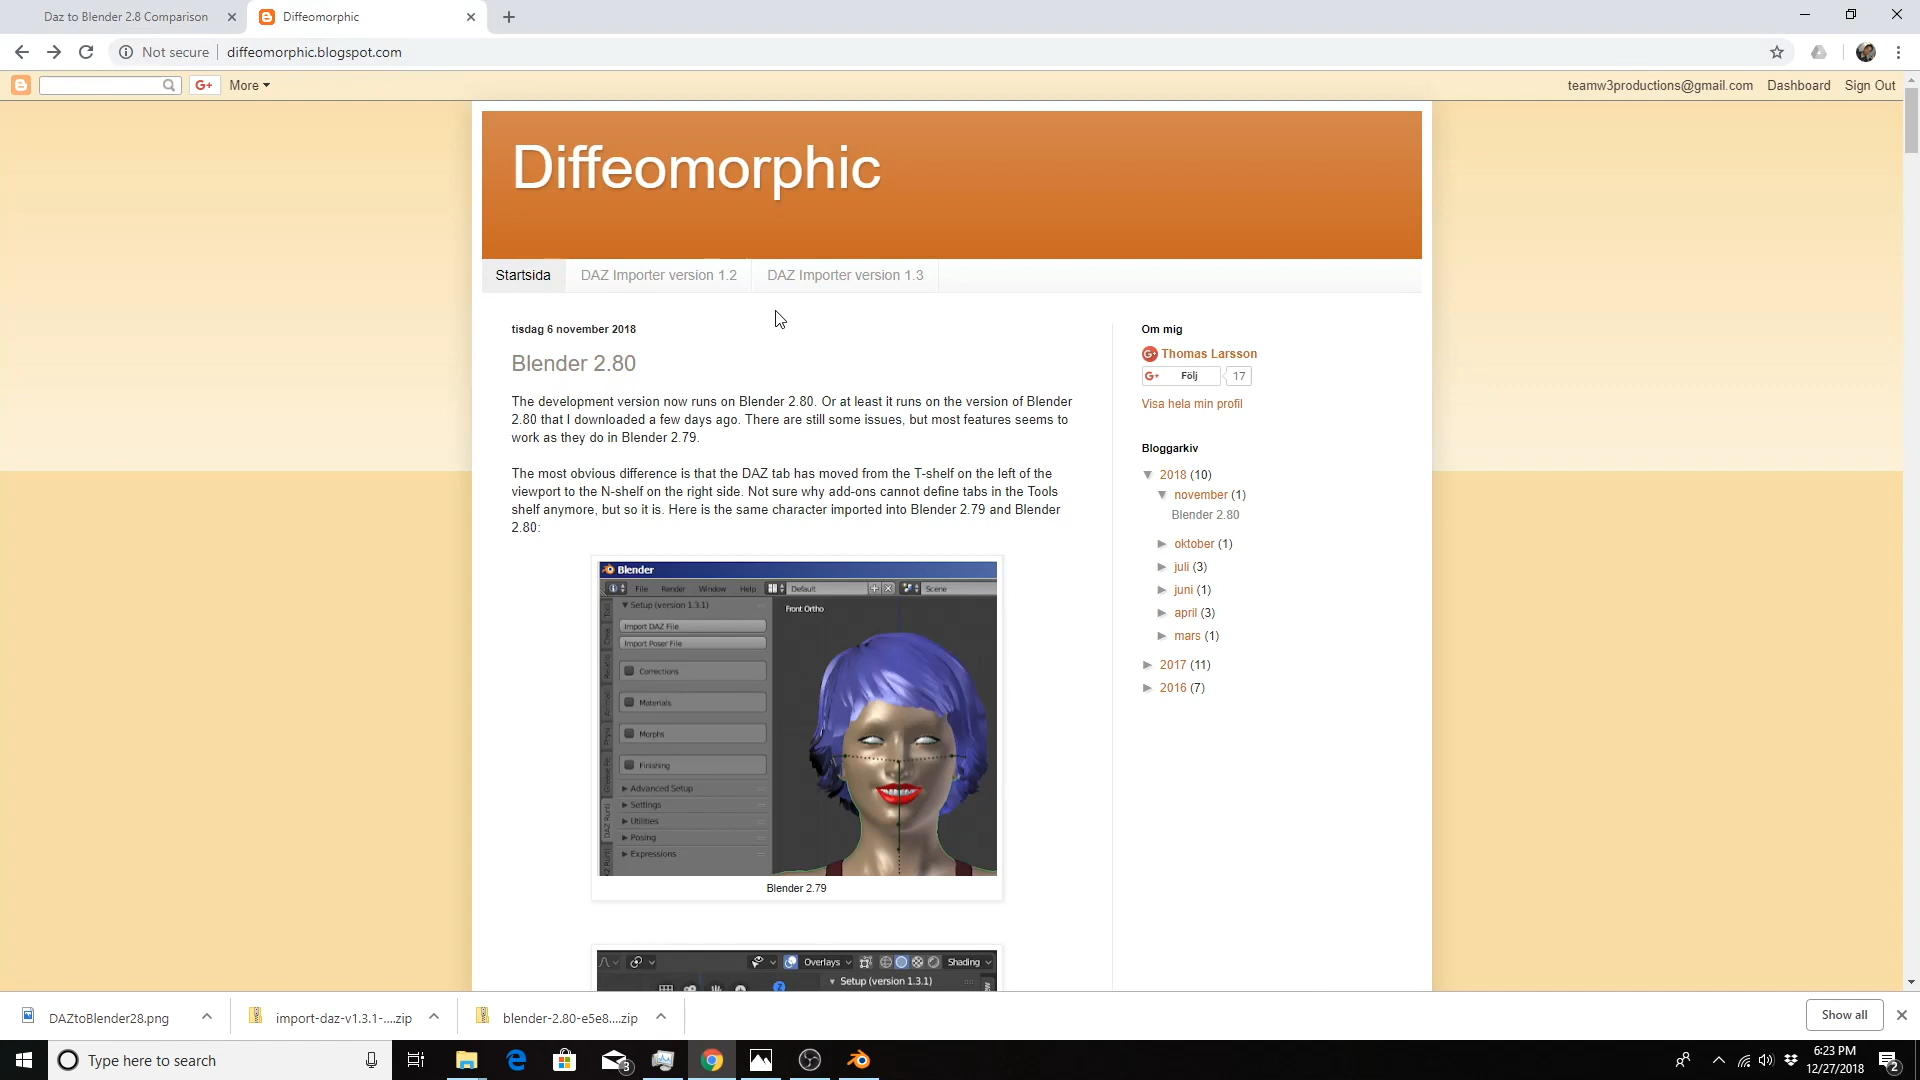 Daz to Blender 2.8 Comparison
Diffeomorphic
Not secure
diffeomorphic.blogspot.com
G+
More
teamw3productions@gmail.com
Dashboard
Sign Out
Diffeomorphic
Startsida
DAZ Importer version 1.2
DAZ Importer version 1.3
tisdag 6 november 2018
Blender 2.80
The development version now runs on Blender 2.80. Or at least it runs on the version of Blender
2.80 that I downloaded a few days ago. There are still some issues, but most features seems to
work as they do in Blender 2.79.
The most obvious difference is that the DAZ tab has moved from the T-shelf on the left of the
viewport to the N-shelf on the right side. Not sure why add-ons cannot define tabs in the Tools
shelf anymore, but so it is. Here is the same character imported into Blender 2.79 and Blender
2.80:
Blender
File
Render
Window
Help
Default
Scene
Setup (version 1.3.1)
Front Ortho
Import DAZ File
Import Poser File
Corrections
Materials
Morphs
Finishing
Advanced Setup
Settings
Utilities
Posing
Expressions
Blender 2.79
Overlays
Shading
Setup (version 1.3.1)
Om mig
G+
Thomas Larsson
G+ Följ
17
Visa hela min profil
Bloggarkiv
2018 (10)
november (1)
Blender 2.80
oktober (1)
juli (3)
juni (1)
april (3)
mars (1)
2017 (11)
2016 (7)
DAZtoBlender28.png
import-daz-v1.3.1-....zip
blender-2.80-e5e8....zip
Show all
Type here to search
3
6:23 PM
12/27/2018
2